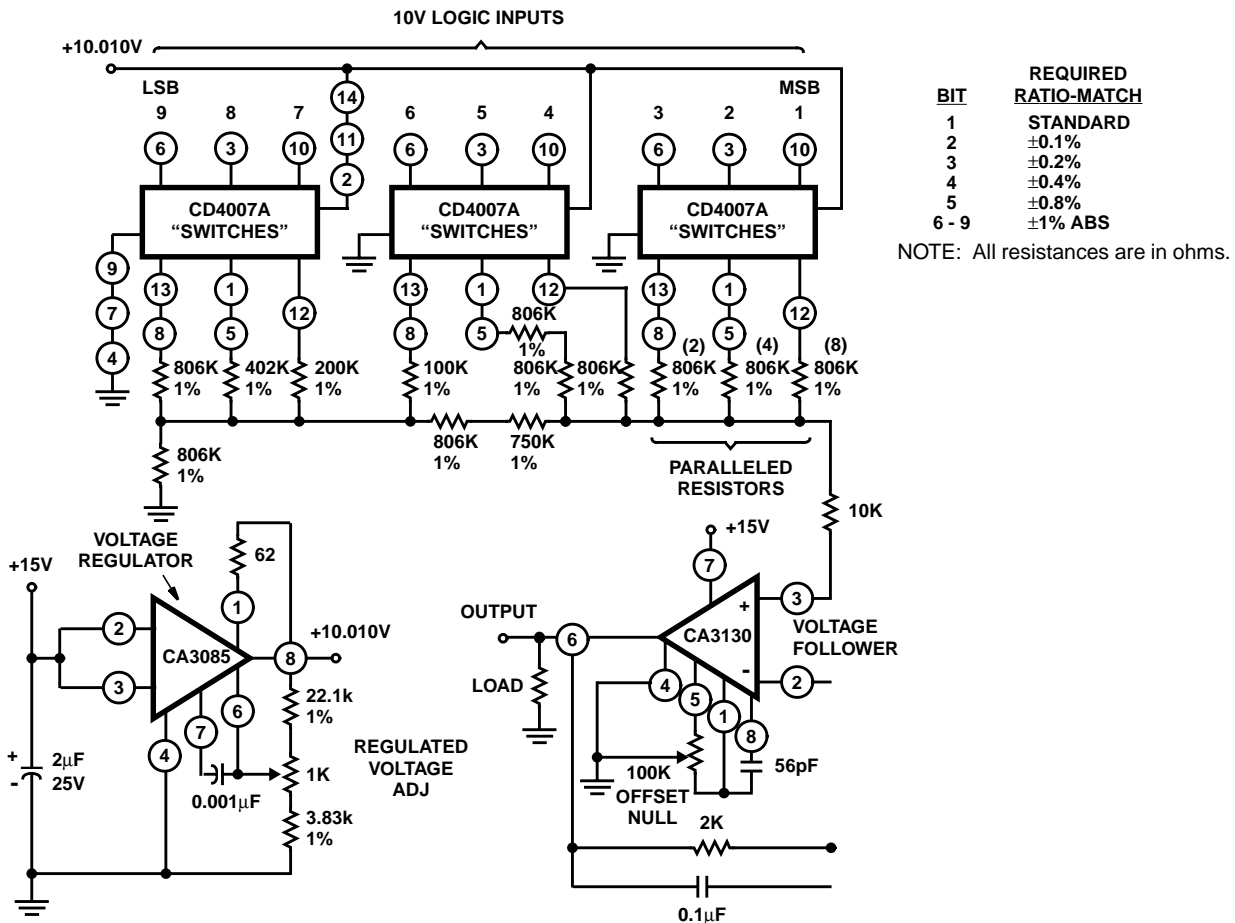 10V LOGIC INPUTS
+10.010V
LSB
MSB
9 8 7 6 5 4 3 2 1
14
11
2
6 3 10 6 3 10 6 3 10
CD4007A
“SWITCHES”
CD4007A
“SWITCHES”
CD4007A
“SWITCHES”
9
7
4
13 1 12
8 5
13 1 12
8 5
13 1 12
8 5
806K
1%
402K
1%
200K
1%
100K
1%
806K
1%
806K
1%
806K
1%
(2)
806K
1%
(4)
806K
1%
(8)
806K
1%
806K
1%
806K
1%
750K
1%
PARALLELED
RESISTORS
10K
REQUIRED
BIT RATIO-MATCH
1 STANDARD
2 ±0.1%
3 ±0.2%
4 ±0.4%
5 ±0.8%
6 - 9 ±1% ABS
NOTE: All resistances are in ohms.
VOLTAGE
REGULATOR
+15V
62
1
2
3
CA3085
8
+10.010V
6
7
4
22.1k
1%
1K
3.83k
1%
0.001μF
+
-
2μF
25V
REGULATED
VOLTAGE
ADJ
+15V
7
OUTPUT
6
LOAD
CA3130
+
-
3
2
VOLTAGE
FOLLOWER
4
5
1
8
100K
OFFSET
NULL
56pF
2K
0.1μF